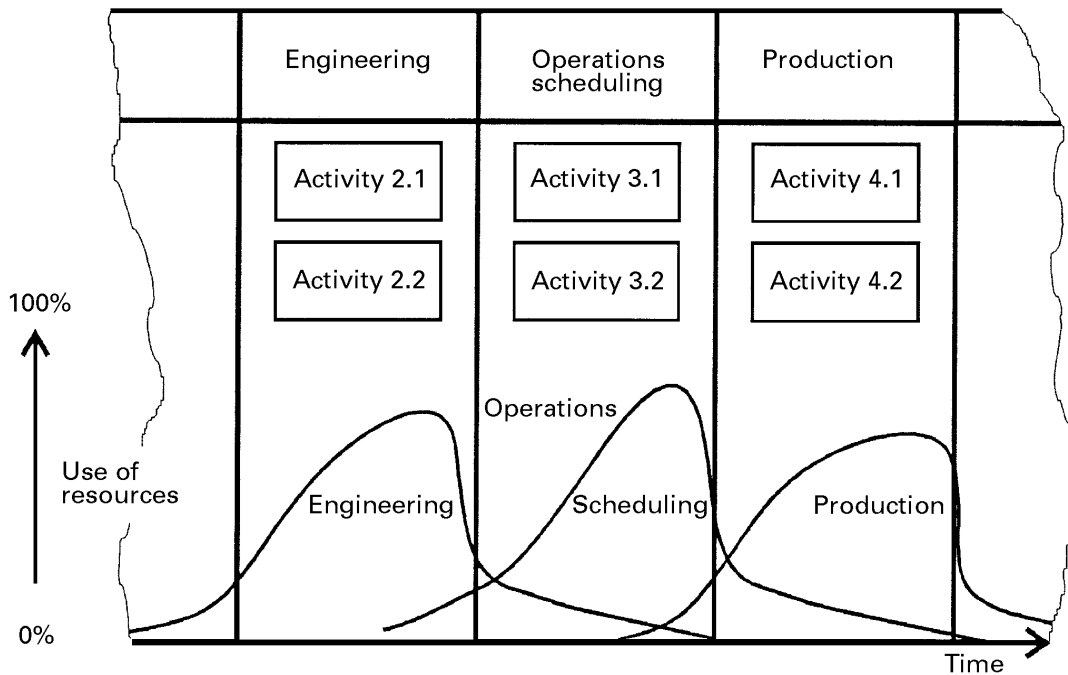 Engineering
Operations
scheduling
Production
Activity 2.1
Activity 3.1
Activity 4.1
Activity 2.2
Activity 3.2
Activity 4.2
100%
Operations
Use of
resources
Engineering
Scheduling
Production
0%
Time